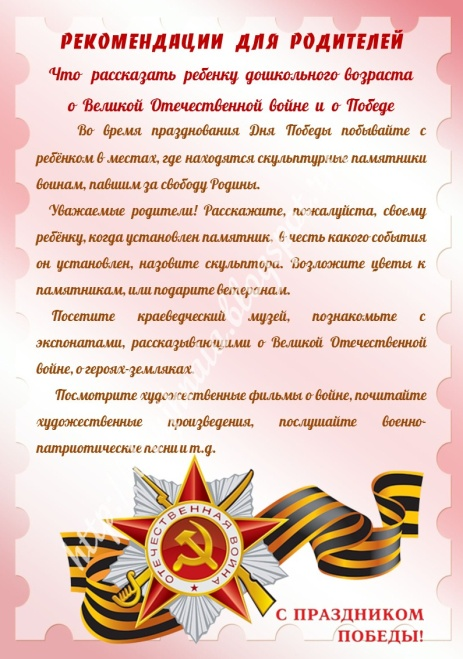 РЕКОМЕНДАЦИИ ДЛЯ РОДИТЕЛЕЙ
Что рассказать ребенку дошкольного возраста
о Великой Отечественной войне и о Победе
Во время празднования Дня Победы побывайте с
ребёнком в местах, где находятся скульптурные памятники
воинам, павшим за свободу Родины.
Уважаемые родители! Расскажите, пожалуйста, своему
ребёнку, когда установлен памятник, в честь какого события
он установлен, назовите скульптора. Возложите цветы к
памятникам, или подарите ветеранам.
Посетите краеведческий музей, познакомьте с
экспонатами, рассказывающими о Великой Отечественной
войне, о героях-земляках.
Посмотрите художественные фильмы о войне, почитайте
художественные произведения, послушайте военно-
патриотические песни и т.д.
ОТЕЧЕСТВЕННАЯ ВОЙНА
С ПРАЗДНИКОМ
ПОБЕДЫ!